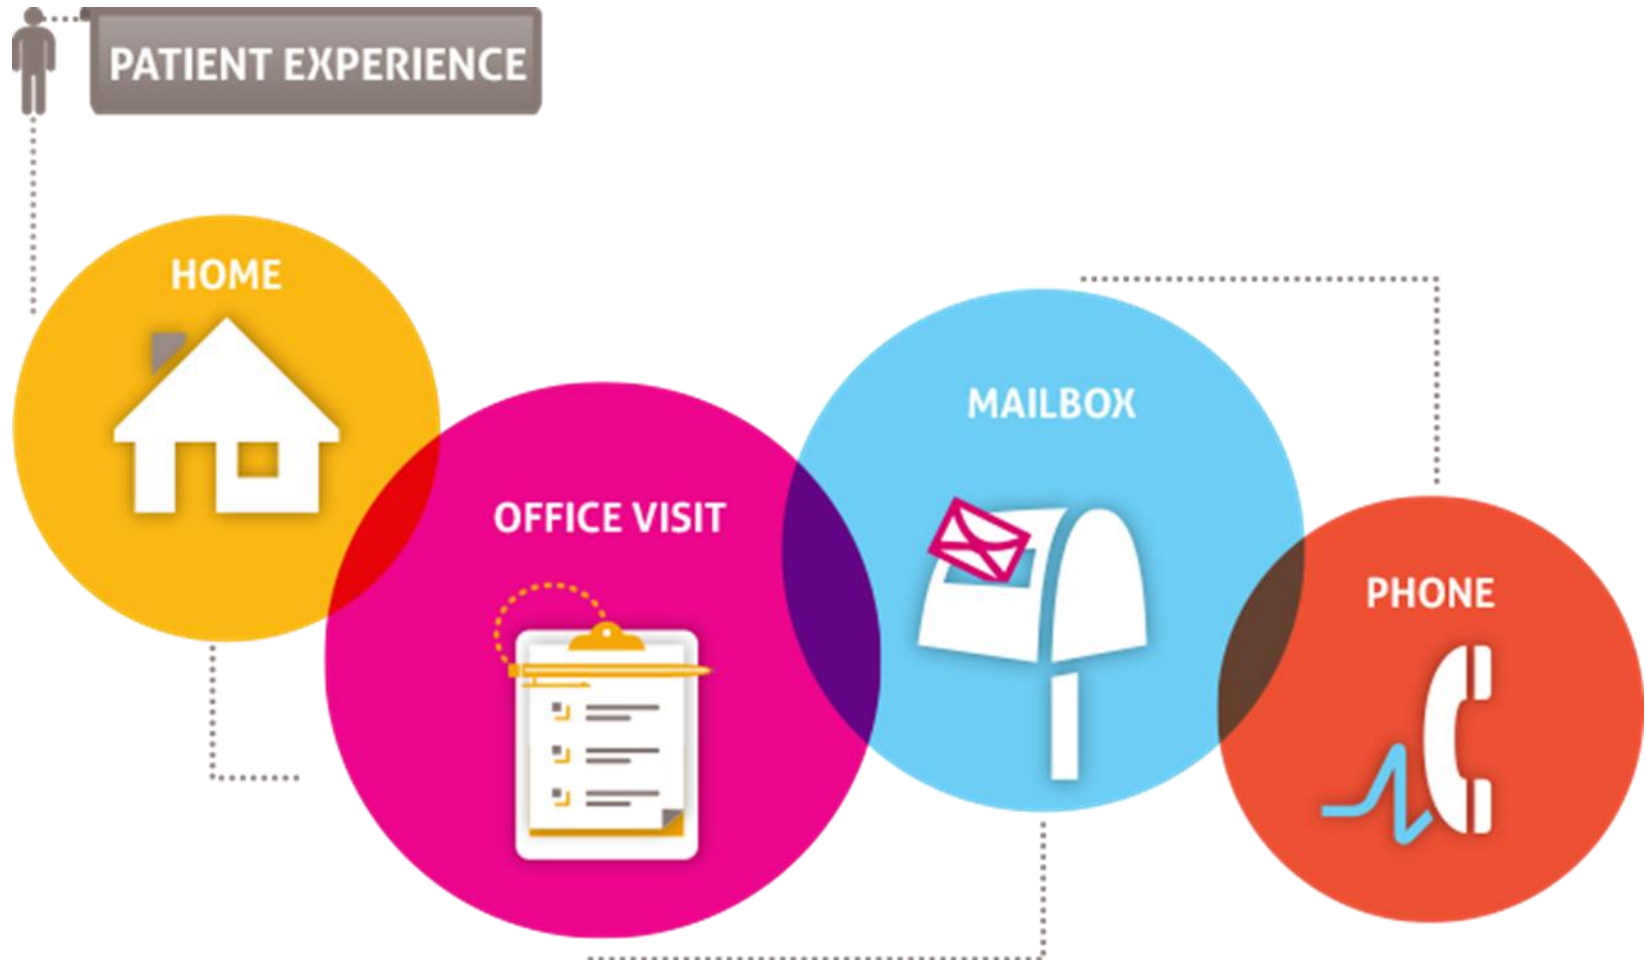 PATIENT EXPERIENCE
HOME
OFFICE VISIT
MAILBOX
PHONE